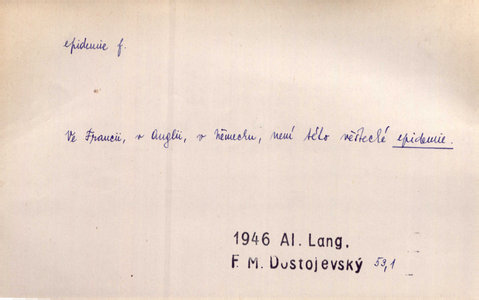 epidemie f.
Ve Francii, v Anglii, v Německu, není této věštecké epidemie.
1946 Al. Lang,
F. M. Dostojevský 53,1